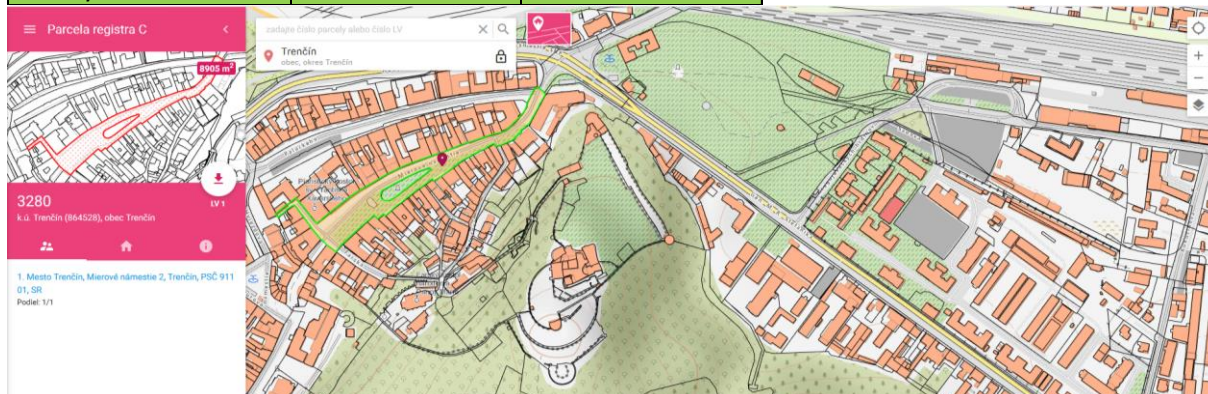 Parcela registra C
8905 m²
3280
k.ú. Trenčín (864528), obec Trenčín
LV 1
1. Mesto Trenčín, Mierové námestie 2, Trenčín, PSČ 911
01, SR
Podiel: 1/1
zadajte číslo parcely alebo číslo LV
Trenčín
obec, okres Trenčín